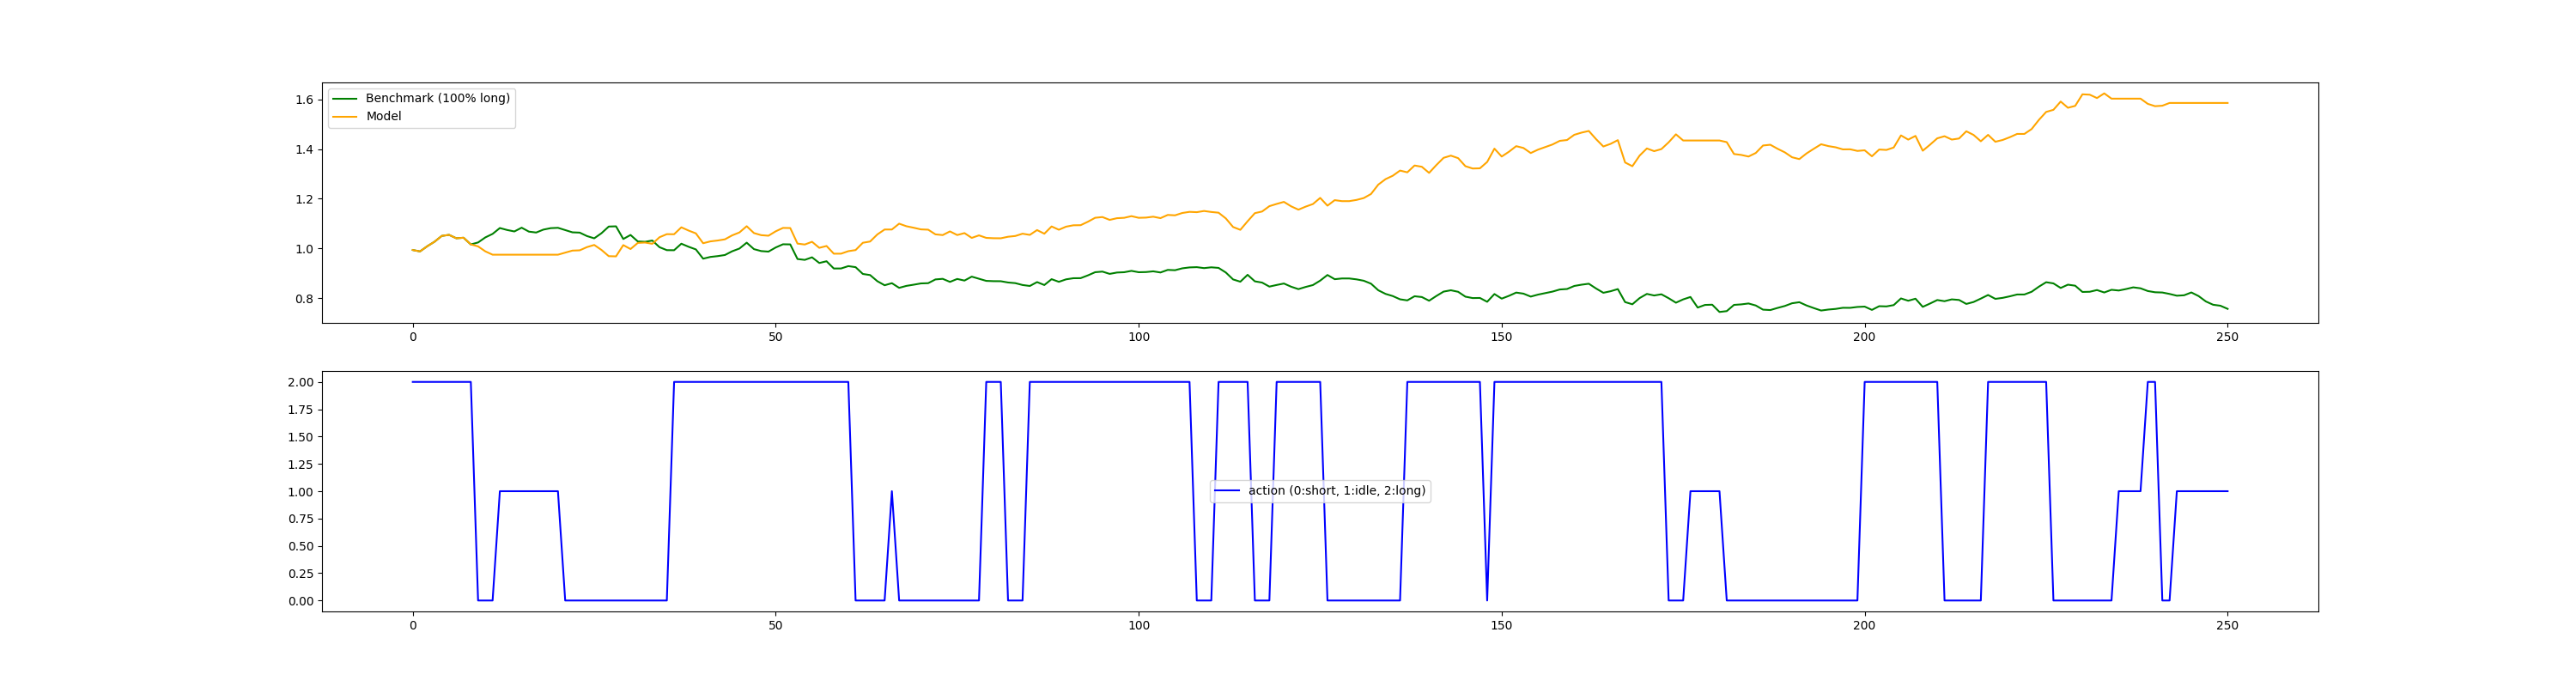 1.6
1.4
1.2
1.0
0.8
Benchmark (100% long)
Model
0 50 100 150 200 250
2.00
1.75
1.50
1.25
1.00
0.75
0.50
0.25
0.00
action (0:short, 1:idle, 2:long)
0 50 100 150 200 250